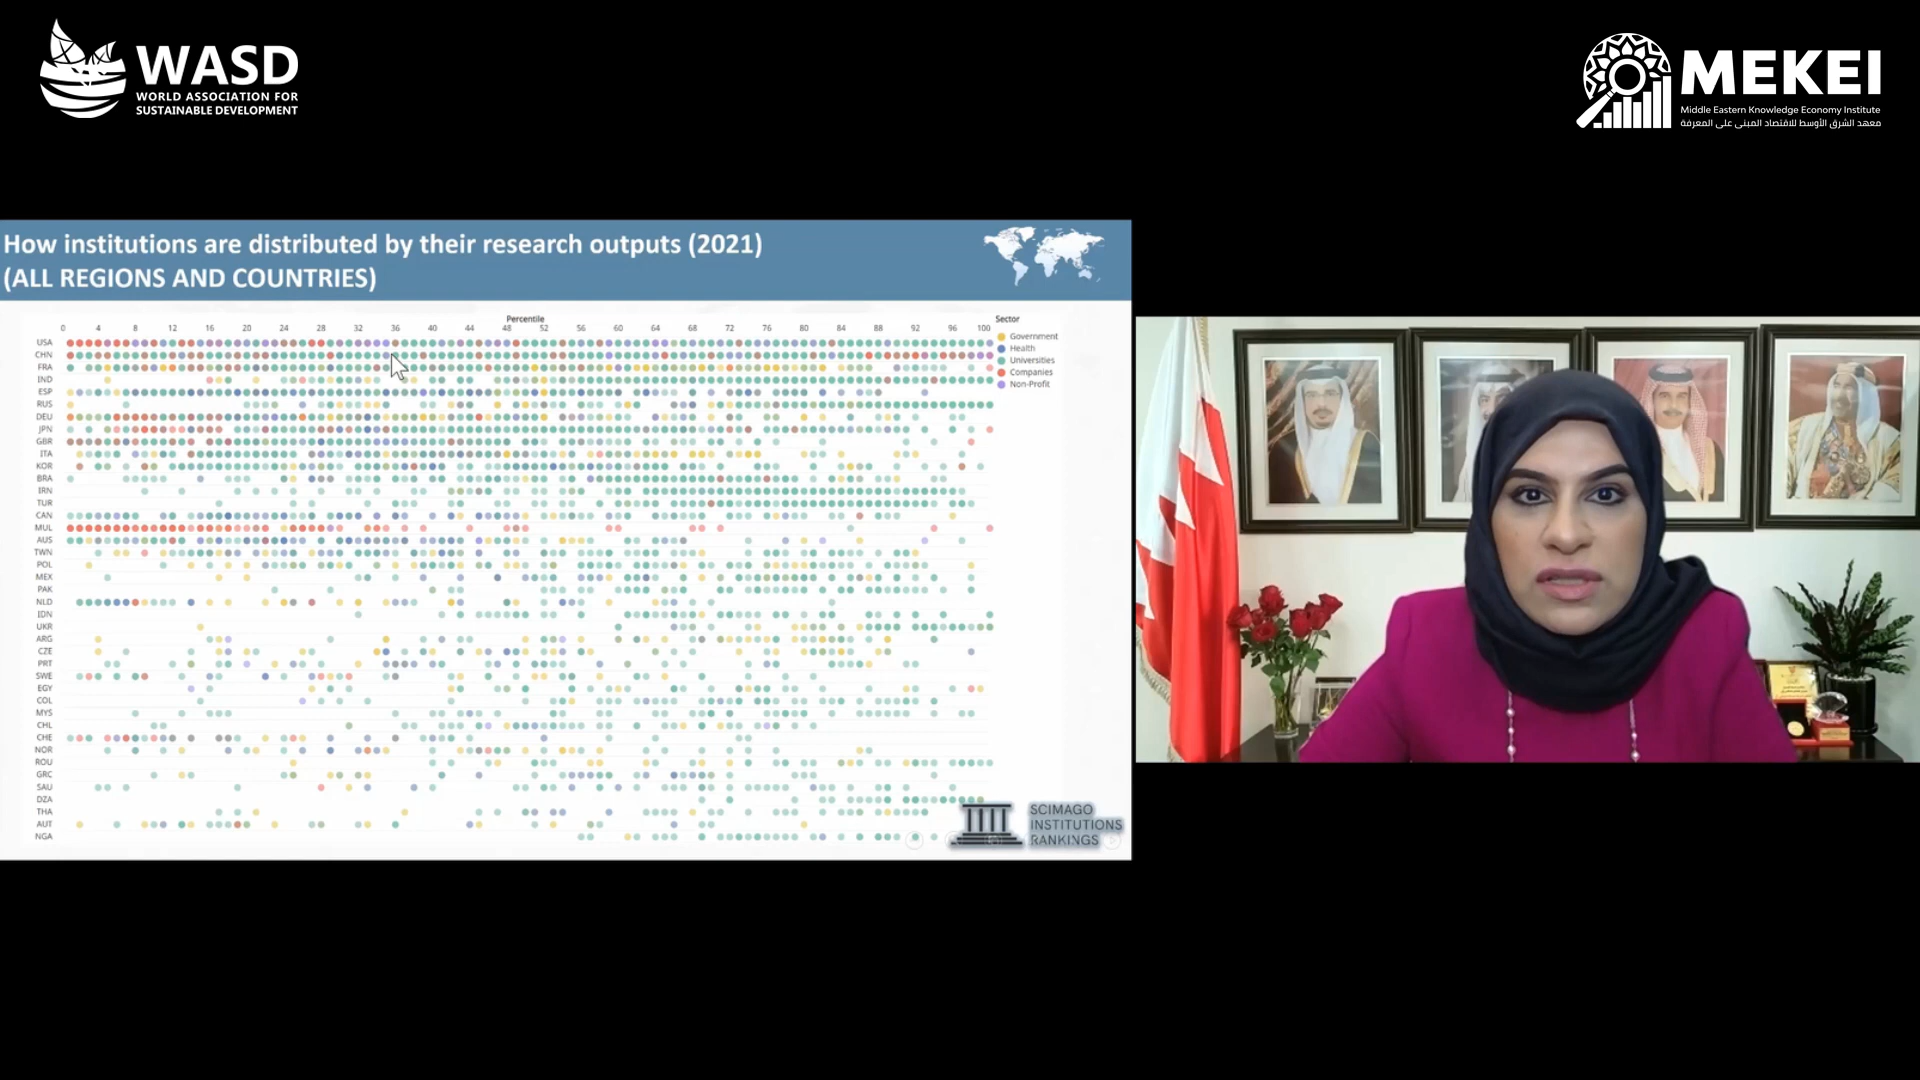 WASD
WORLD ASSOCIATION FOR
SUSTAINABLE DEVELOPMENT
MEKEI
Middle Eastern Knowledge Economy Institute
معهد الشرق الأوسط للاقتصاد المبني على المعرفة
How institutions are distributed by their research outputs (2021)
(ALL REGIONS AND COUNTRIES)
Percentile
0 4 8 12 16 20 24 28 32 36 40 44 48 52 56 60 64 68 72 76 80 84 88 92 96 100
Sector
Government
Health
Universities
Companies
Non-Profit
USA
CHN
FRA
IND
ESP
RUS
DEU
JPN
GBR
ITA
KOR
BRA
IRN
TUR
CAN
MUL
AUS
TWN
POL
MEX
PAK
NLD
IDN
UKR
ARG
CZE
PRT
SWE
EGY
COL
MYS
CHL
CHE
NOR
ROU
GRC
SAU
DZA
THA
AUT
NGA
SCIMAGO
INSTITUTIONS
RANKINGS